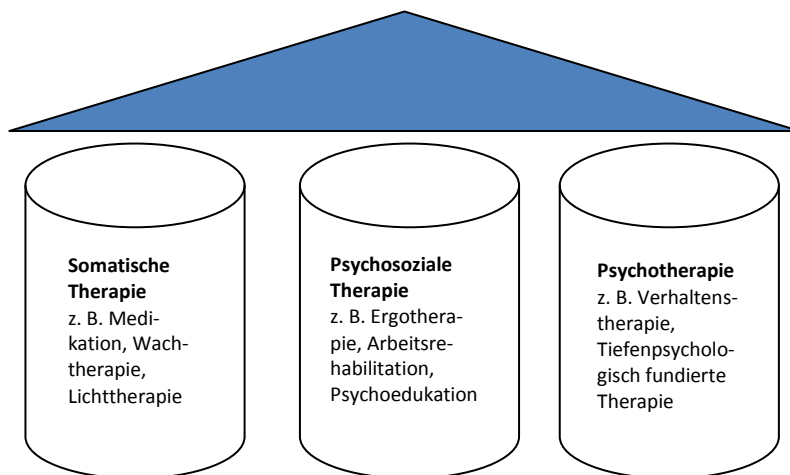 Somatische
Therapie
z. B. Medi-
kation, Wach-
therapie,
Lichttherapie
Psychosoziale
Therapie
z. B. Ergothera-
pie, Arbeitsre-
habilitation,
Psychoedukation
Psychotherapie
z. B. Verhaltens-
therapie,
Tiefenpsycholo-
gisch fundierte
Therapie